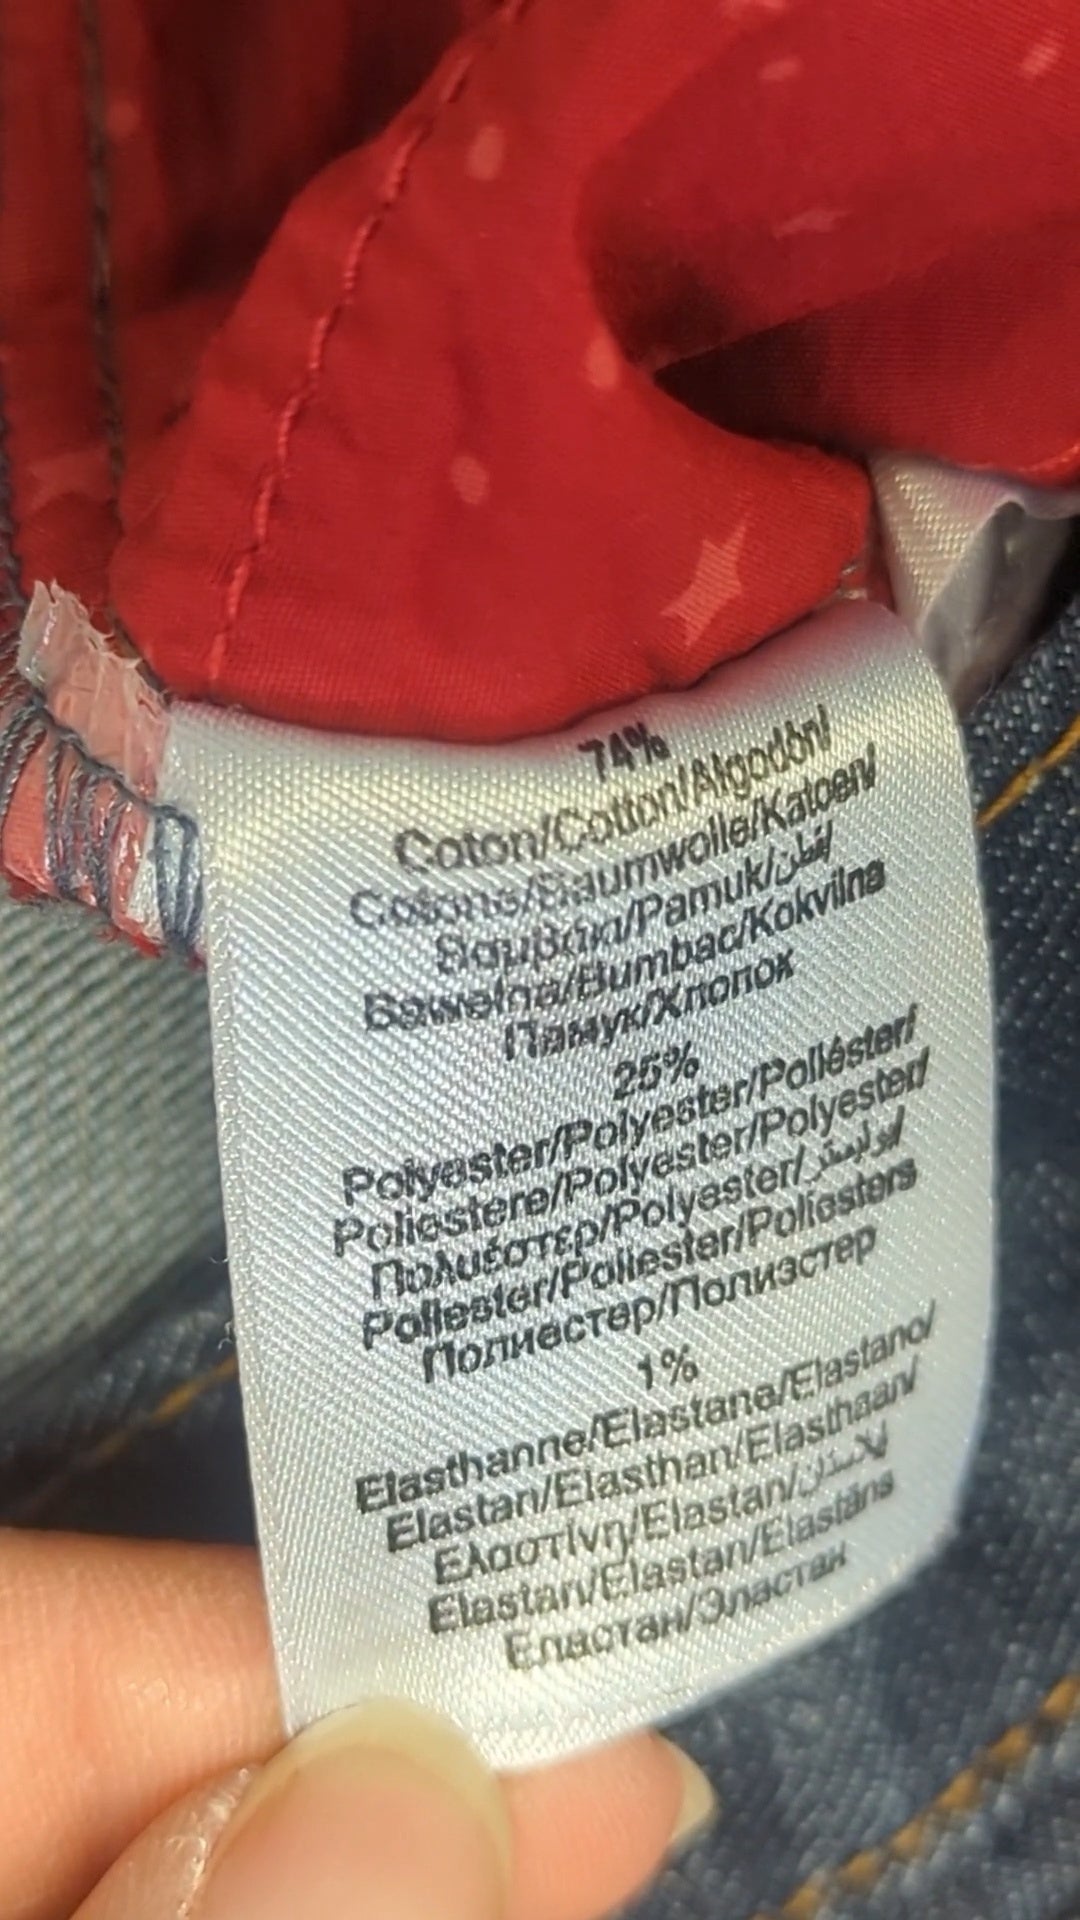 74%
Coton/Cotton/Algodón/
Cotone/Baumwolle/Katoen/
Βαμβάκι/Pamuk/قطن/
Bawełna/Bumbac/Kokvilna
Памук/Хлопок
25%
Polyester/Polyester/Poliéster/
Poliestere/Polyester/Polyester/
Πολυέστερ/Polyester/بوليستر/
Poliester/Poliester/Poliesters
Полиестер/Полиэстер
1%
Elasthanne/Elastane/Elastano/
Elastan/Elasthan/Elasthaan/
Ελαστίνη/Elastan/
Elastan/Elastan/Elastāns
Еластан/Эластан